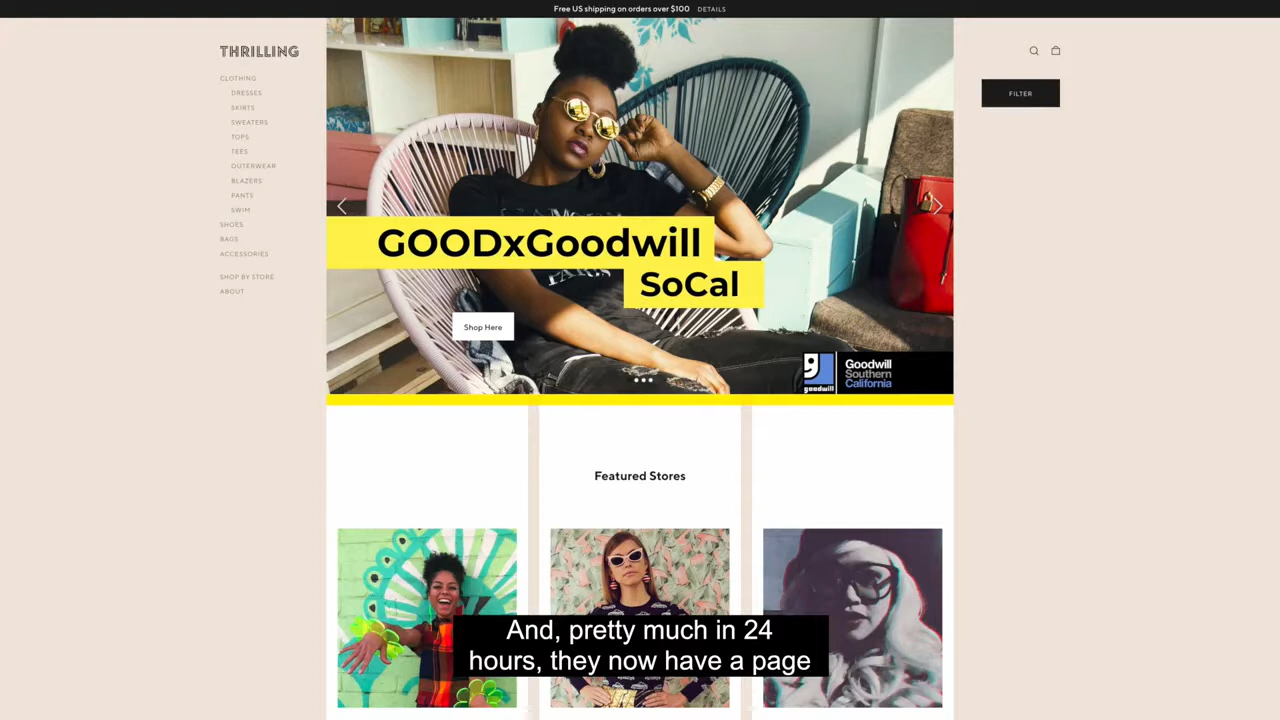 Free US shipping on orders over $100 DETAILS
THRILLING
CLOTHING
DRESSES
SKIRTS
SWEATERS
TOPS
TEES
OUTERWEAR
BLAZERS
PANTS
SWIM
SHOES
BAGS
ACCESSORIES
SHOP BY STORE
ABOUT
FILTER
GOODxGoodwill
SoCal
Shop Here
goodwill
Goodwill
Southern
California
Featured Stores
And, pretty much in 24
hours, they now have a page